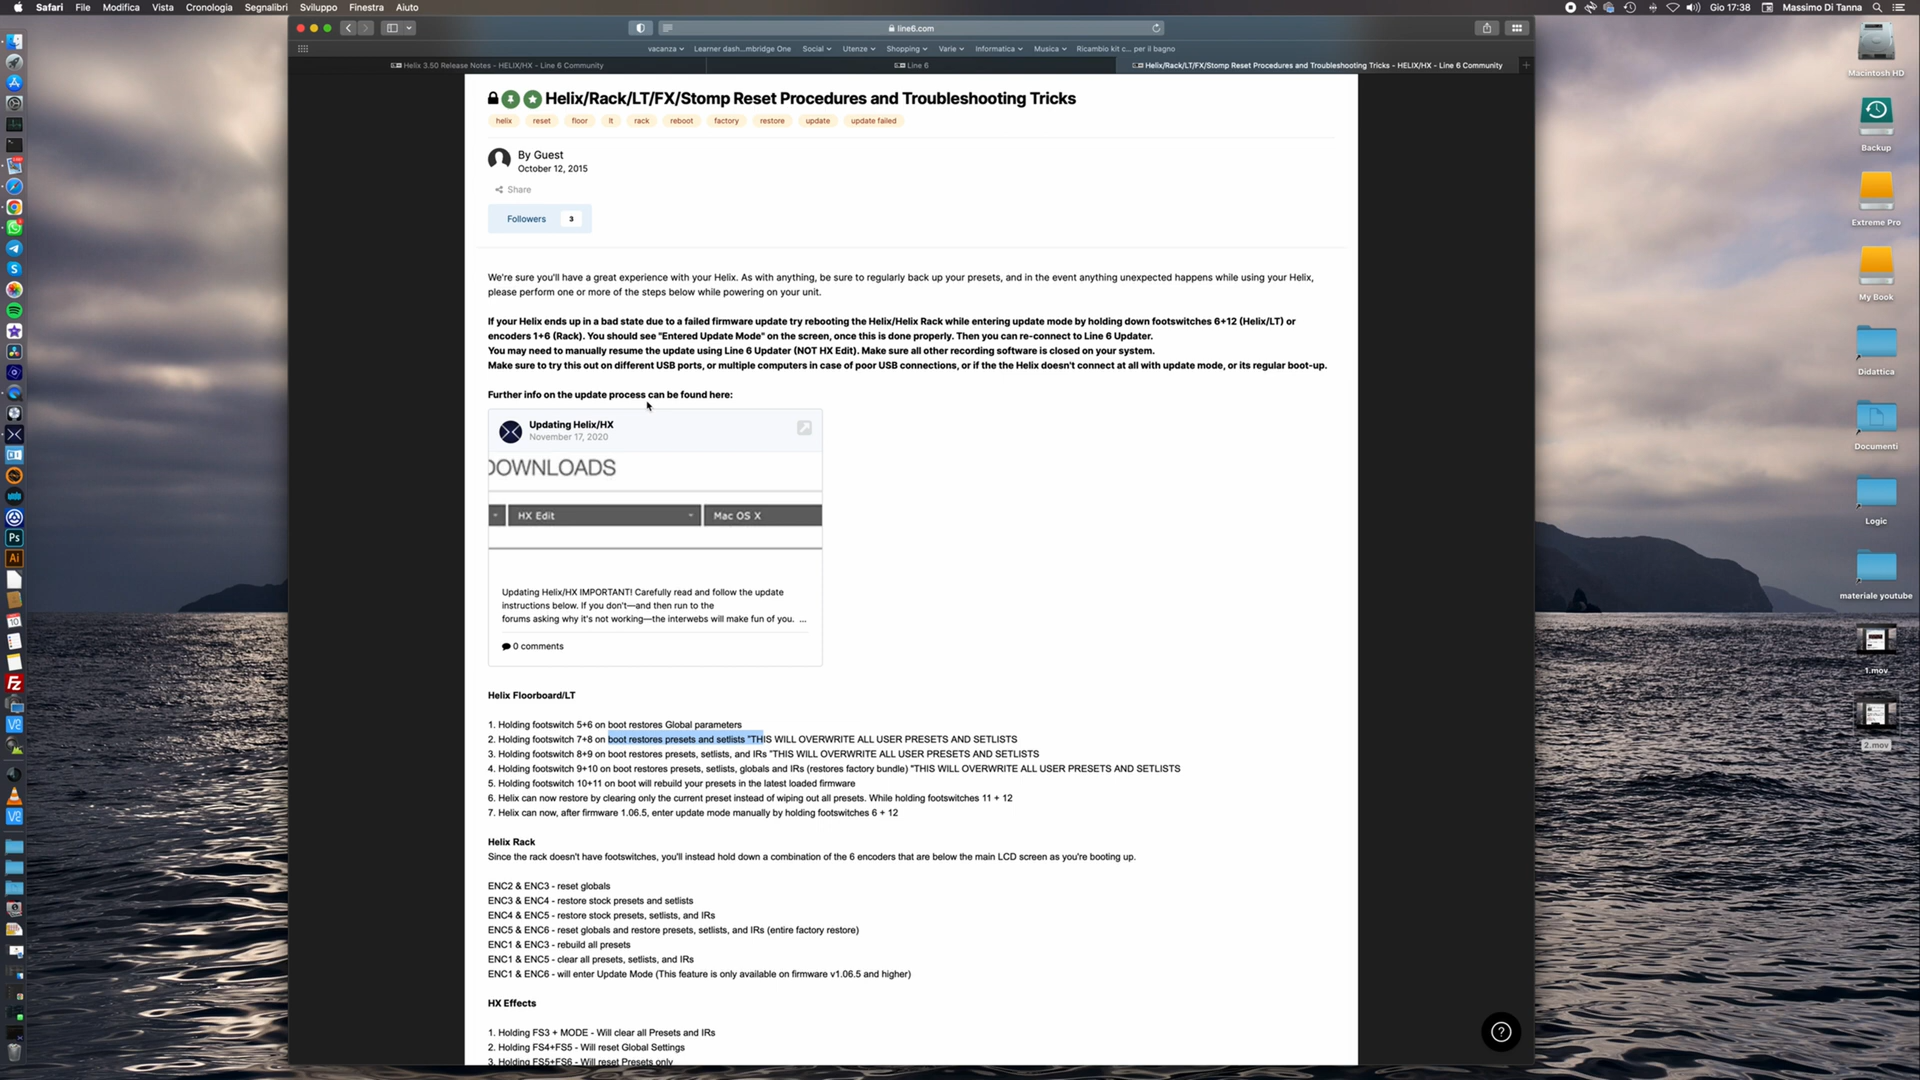 Safari File Modifica Vista Cronologia Segnalibri Sviluppo Finestra Aiuto
Gio 17:38 Massimo Di Tanna
line6.com
vacanza Learner dash...mbridge One Social Utenze Shopping Varie Informatica Musica Ricambio kit c... per il bagno
Helix 3.50 Release Notes - HELIX/HX - Line 6 Community
Line 6
Helix/Rack/LT/FX/Stomp Reset Procedures and Troubleshooting Tricks - HELIX/HX - Line 6 Community
Helix/Rack/LT/FX/Stomp Reset Procedures and Troubleshooting Tricks
helix reset floor lt rack reboot factory restore update update failed
By Guest
October 12, 2015
Share
Followers 3
We're sure you'll have a great experience with your Helix. As with anything, be sure to regularly back up your presets, and in the event anything unexpected happens while using your Helix,
please perform one or more of the steps below while powering on your unit.
If your Helix ends up in a bad state due to a failed firmware update try rebooting the Helix/Helix Rack while entering update mode by holding down footswitches 6+12 (Helix/LT) or
encoders 1+6 (Rack). You should see "Entered Update Mode" on the screen, once this is done properly. Then you can re-connect to Line 6 Updater.
You may need to manually resume the update using Line 6 Updater (NOT HX Edit). Make sure all other recording software is closed on your system.
Make sure to try this out on different USB ports, or multiple computers in case of poor USB connections, or if the the Helix doesn't connect at all with update mode, or its regular boot-up.
Further info on the update process can be found here:
Updating Helix/HX
November 17, 2020
DOWNLOADS
HX Edit Mac OS X
Updating Helix/HX IMPORTANT! Carefully read and follow the update
instructions below. If you don't—and then run to the
forums asking why it's not working—the interwebs will make fun of you. ...
0 comments
Helix Floorboard/LT
1. Holding footswitch 5+6 on boot restores Global parameters
2. Holding footswitch 7+8 on boot restores presets and setlists "THIS WILL OVERWRITE ALL USER PRESETS AND SETLISTS
3. Holding footswitch 8+9 on boot restores presets, setlists, and IRs "THIS WILL OVERWRITE ALL USER PRESETS AND SETLISTS
4. Holding footswitch 9+10 on boot restores presets, setlists, globals and IRs (restores factory bundle) "THIS WILL OVERWRITE ALL USER PRESETS AND SETLISTS
5. Holding footswitch 10+11 on boot will rebuild your presets in the latest loaded firmware
6. Helix can now restore by clearing only the current preset instead of wiping out all presets. While holding footswitches 11 + 12
7. Helix can now, after firmware 1.06.5, enter update mode manually by holding footswitches 6 + 12
Helix Rack
Since the rack doesn't have footswitches, you'll instead hold down a combination of the 6 encoders that are below the main LCD screen as you're booting up.
ENC2 & ENC3 - reset globals
ENC3 & ENC4 - restore stock presets and setlists
ENC4 & ENC5 - restore stock presets, setlists, and IRs
ENC5 & ENC6 - reset globals and restore presets, setlists, and IRs (entire factory restore)
ENC1 & ENC3 - rebuild all presets
ENC1 & ENC5 - clear all presets, setlists, and IRs
ENC1 & ENC6 - will enter Update Mode (This feature is only available on firmware v1.06.5 and higher)
HX Effects
1. Holding FS3 + MODE - Will clear all Presets and IRs
2. Holding FS4+FS5 - Will reset Global Settings
3. Holding FS5+FS6 - Will reset Presets only
Macintosh HD
Backup
Extreme Pro
My Book
Didattica
Documenti
Logic
materiale youtube
1.mov
2.mov
Ps
Ai
Fz